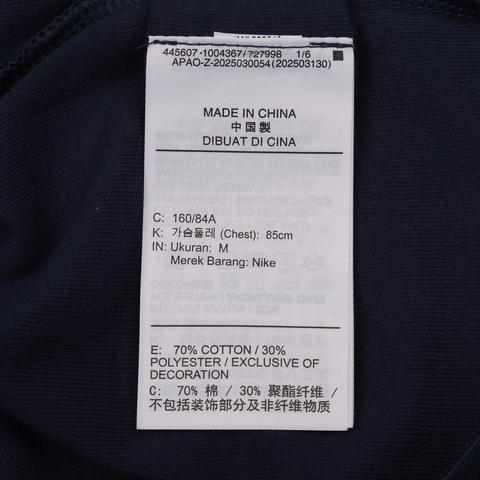 445607-1004367/727998 1/6
APAO-Z-2025030054(202503130)
MADE IN CHINA
中国製
DIBUAT DI CINA
C: 160/84A
K: 가슴둘레 (Chest): 85cm
IN: Ukuran: M
Merek Barang: Nike
E: 70% COTTON / 30%
POLYESTER / EXCLUSIVE OF
DECORATION
C: 70% 棉 / 30% 聚酯纤维 /
不包括装饰部分及非纤维物质